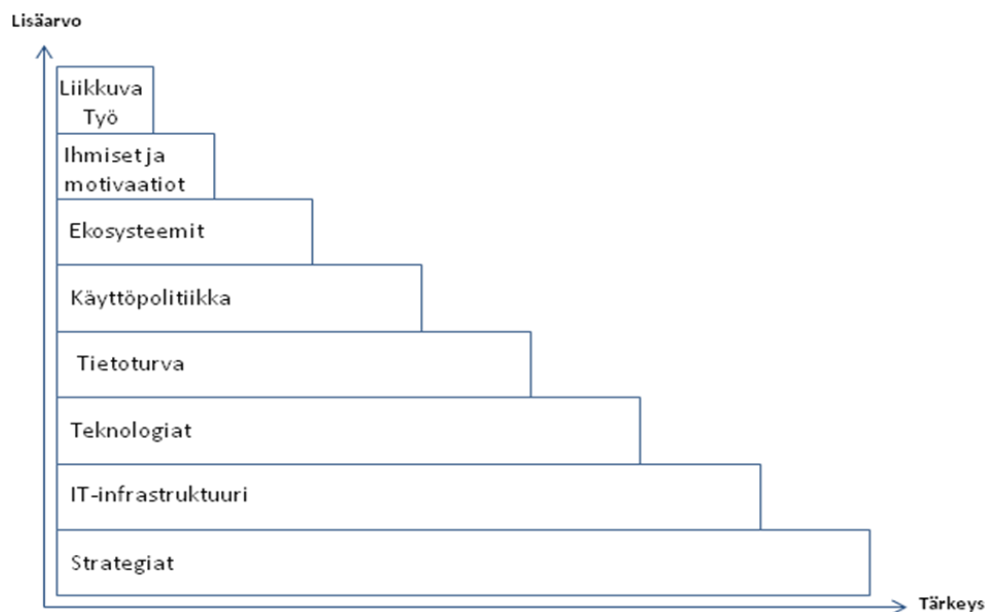 Lisäarvo
Liikkuva
Työ
Ihmiset ja
motivaatiot
Ekosysteemit
Käyttöpolitiikka
Tietoturva
Teknologiat
IT-infrastruktuuri
Strategiat
Tärkeys